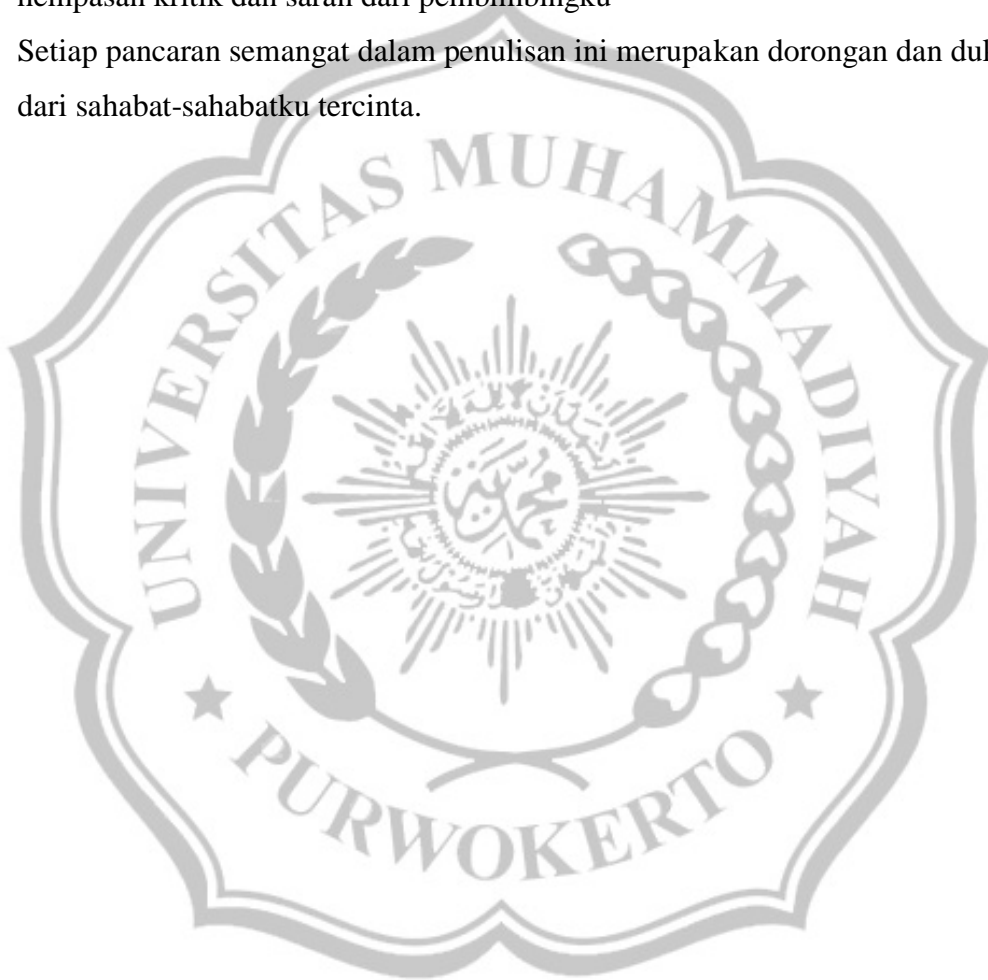 kritik dan saran dari pembimbingku
Setiap pancaran semangat dalam penulisan ini merupakan dorongan dan
dari sahabat-sahabatku tercinta.
UNIVERSITAS MUHAMMADIYAH
PURWOKERTO
محمد